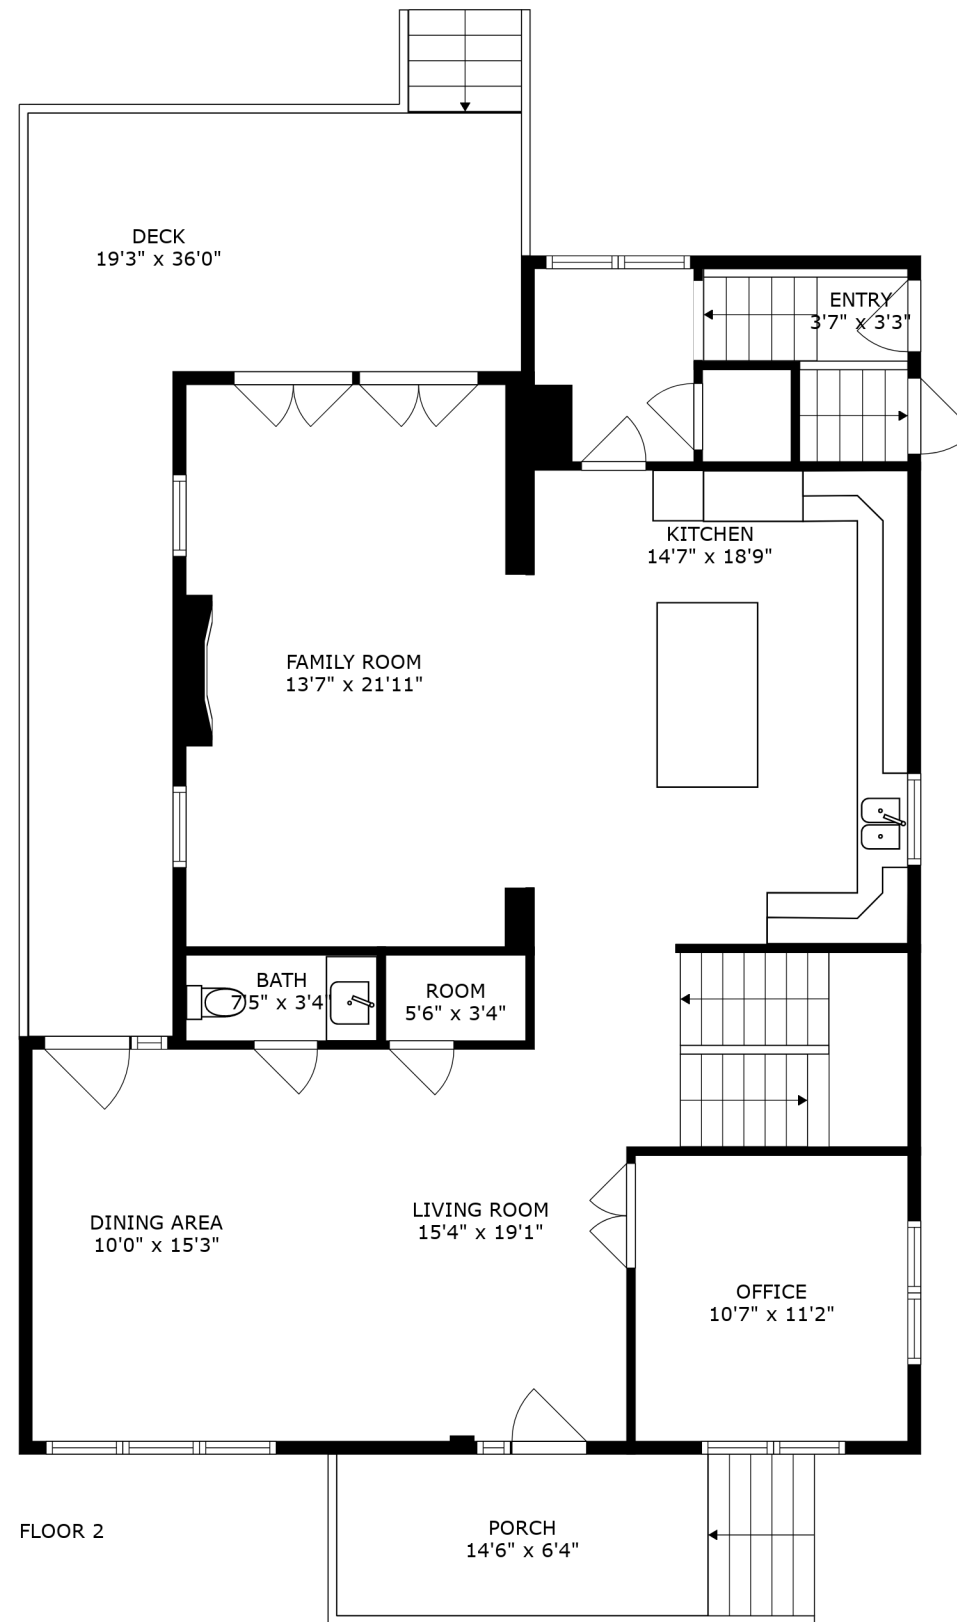 DECK
19'3" x 36'0"
ENTRY
3'7" x 3'3"
KITCHEN
14'7" x 18'9"
FAMILY ROOM
13'7" x 21'11"
BATH
7'5" x 3'4"
ROOM
5'6" x 3'4"
DINING AREA
10'0" x 15'3"
LIVING ROOM
15'4" x 19'1"
OFFICE
10'7" x 11'2"
FLOOR 2
PORCH
14'6" x 6'4"